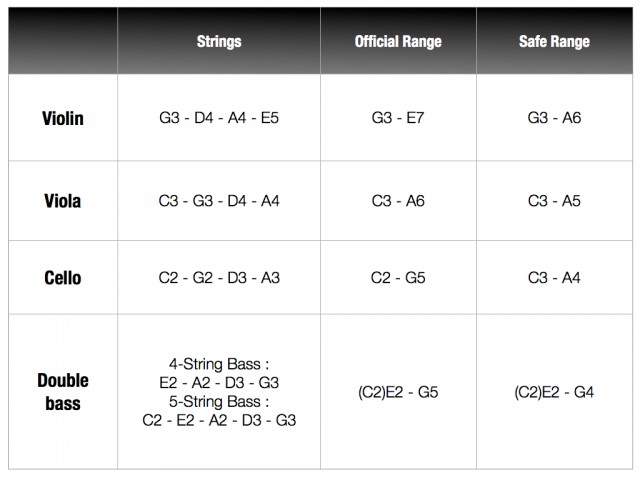 Strings Official Range Safe Range
Violin G3 - D4 - A4 - E5 G3 - E7 G3 - A6
Viola C3 - G3 - D4 - A4 C3 - A6 C3 - A5
Cello C2 - G2 - D3 - A3 C2 - G5 C3 - A4
Double
bass
4-String Bass :
E2 - A2 - D3 - G3
5-String Bass :
C2 - E2 - A2 - D3 - G3
(C2)E2 - G5
(C2)E2 - G4